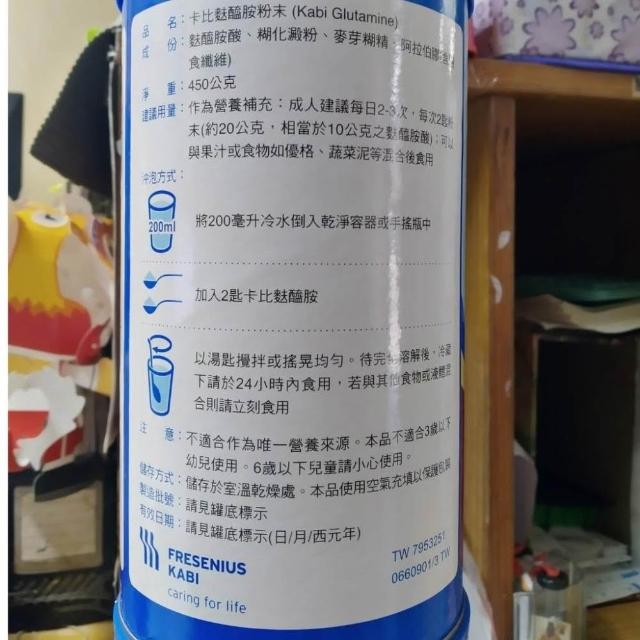 品　名：卡比麩醯胺粉末 (Kabi Glutamine)
成　份：麩醯胺酸、糊化澱粉、麥芽糊精、阿拉伯膠
食纖維)
淨　重：450公克
建議用量：作為營養補充：成人建議每日2-3次，每次2匙粉
末(約20公克，相當於10公克之麩醯胺酸)；可以
與果汁或食物如優格、蔬菜泥等混合後食用
沖泡方式：
200ml
將200毫升冷水倒入乾淨容器或手搖瓶中
加入2匙卡比麩醯胺
以湯匙攪拌或搖晃均勻。待完全溶解後，冷藏
下請於24小時內食用，若與其他食物或液體混
合則請立刻食用
注　意：不適合作為唯一營養來源。本品不適合3歲以下
幼兒使用。6歲以下兒童請小心使用。
儲存方式：儲存於室溫乾燥處。本品使用空氣充填以保護包裝
製造批號：請見罐底標示
有效日期：請見罐底標示(日/月/西元年)
FRESENIUS
KABI
caring for life
TW 7953251
0660901/3 TW